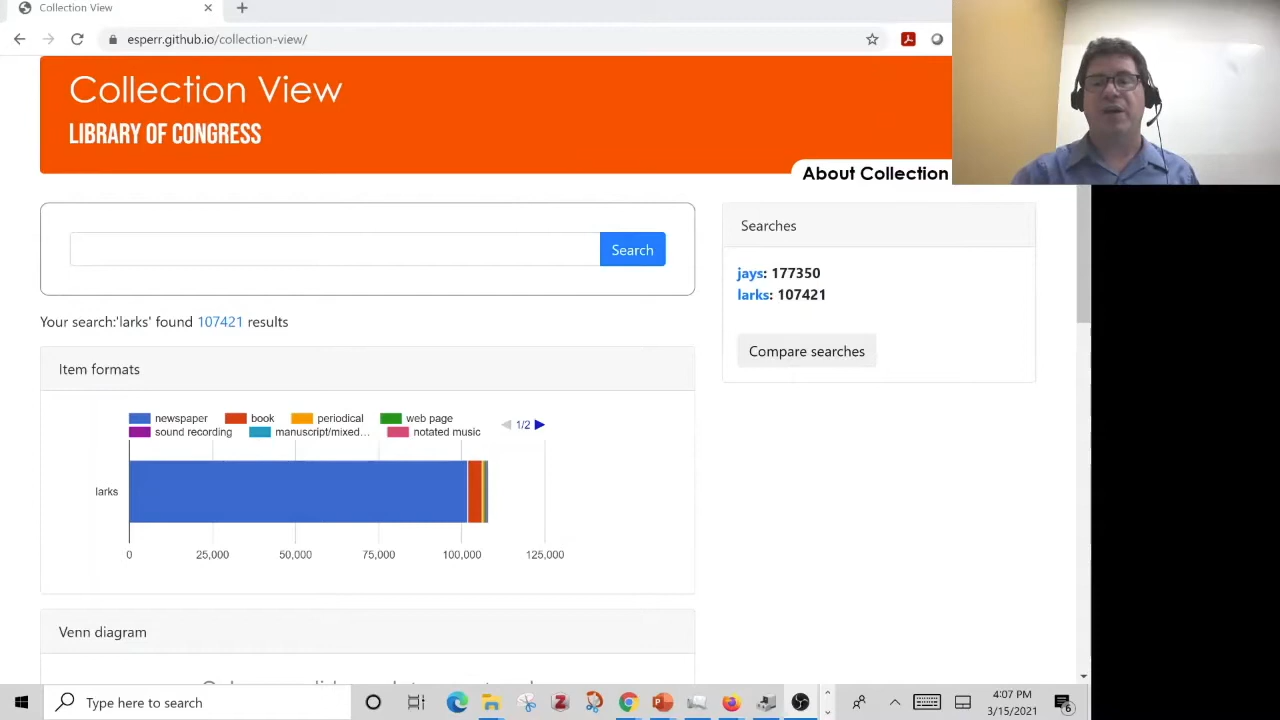 Collection View
esperr.github.io/collection-view/
Collection View
LIBRARY OF CONGRESS
About Collection
Search
Your search:'larks' found 107421 results
Item formats
newspaper book periodical web page
sound recording manuscript/mixed... notated music
1/2
larks
0 25,000 50,000 75,000 100,000 125,000
Venn diagram
Searches
jays: 177350
larks: 107421
Compare searches
Type here to search
4:07 PM
3/15/2021
6